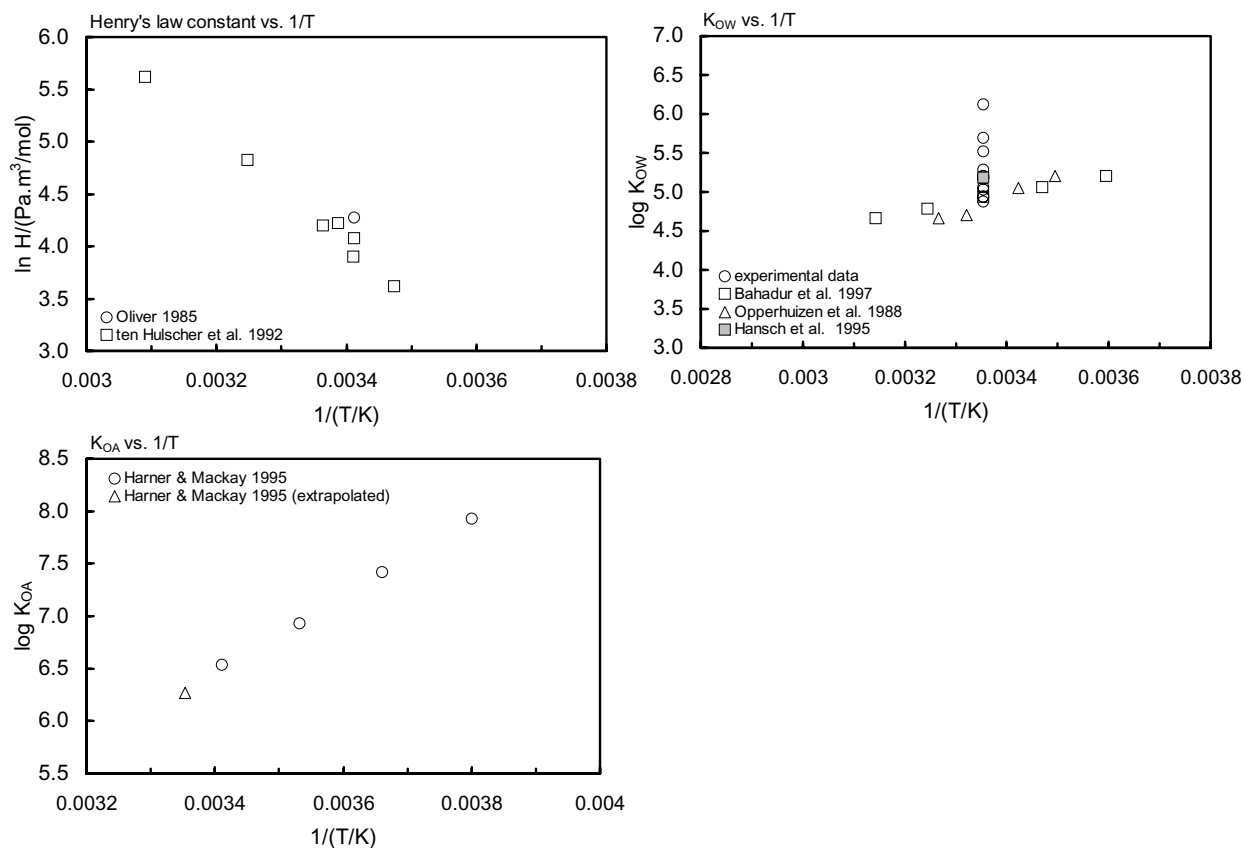 Henry's law constant vs. 1/T
6.0
5.5
5.0
4.5
4.0
3.5
3.0
ln H/(Pa.m³/mol)
Oliver 1985
ten Hulscher et al. 1992
0.003 0.0032 0.0034 0.0036 0.0038
1/(T/K)
K_OW vs. 1/T
7.0
6.5
6.0
5.5
5.0
4.5
4.0
3.5
3.0
log K_OW
experimental data
Bahadur et al. 1997
Opperhuizen et al. 1988
Hansch et al. 1995
0.0028 0.003 0.0032 0.0034 0.0036 0.0038
1/(T/K)
K_OA vs. 1/T
8.5
8.0
7.5
7.0
6.5
6.0
5.5
log K_OA
Harner & Mackay 1995
Harner & Mackay 1995 (extrapolated)
0.0032 0.0034 0.0036 0.0038 0.004
1/(T/K)